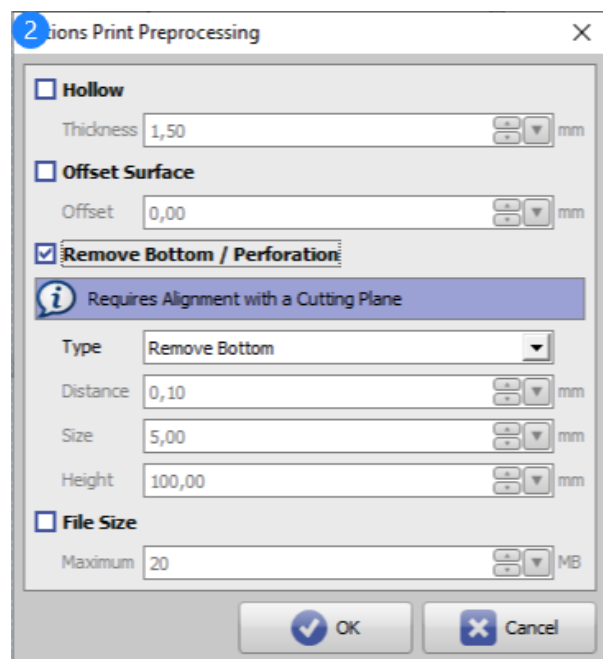 2
tions Print Preprocessing
Hollow
Thickness 1,50 mm
Offset Surface
Offset 0,00 mm
Remove Bottom / Perforation
i Requires Alignment with a Cutting Plane
Type Remove Bottom
Distance 0,10 mm
Size 5,00 mm
Height 100,00 mm
File Size
Maximum 20 MB
OK Cancel